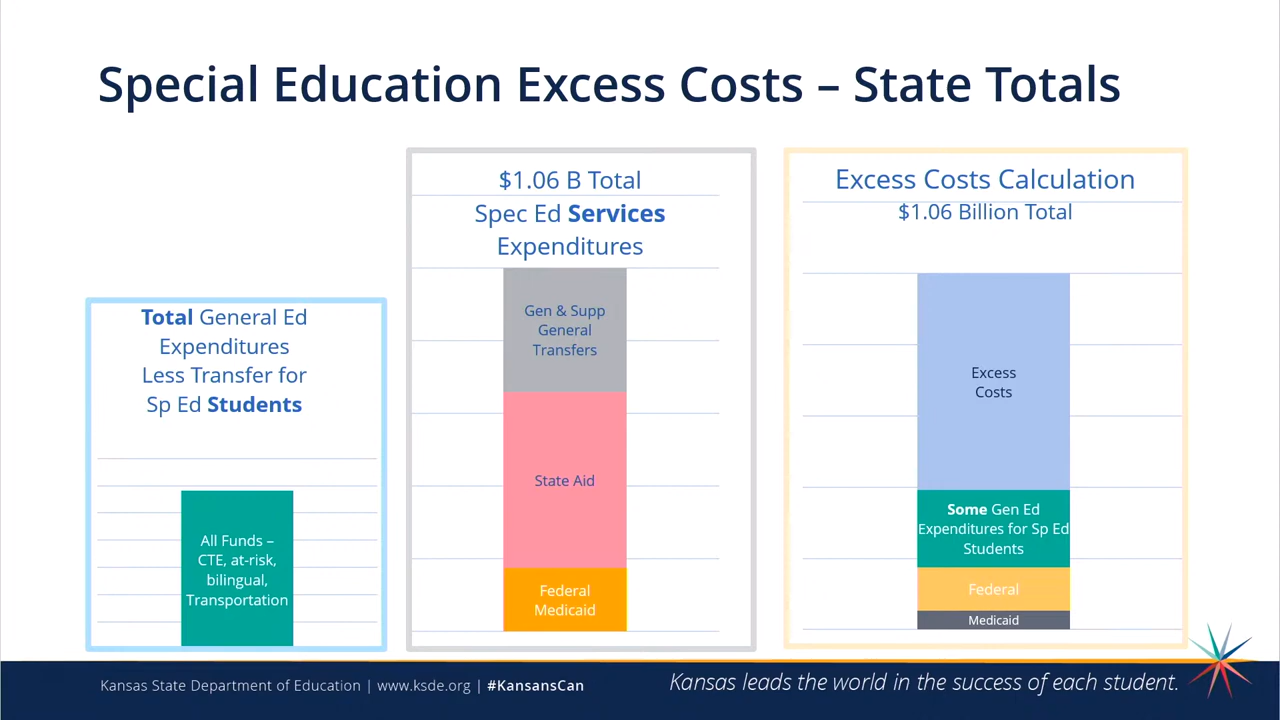 Special Education Excess Costs – State Totals
Total General Ed
Expenditures
Less Transfer for
Sp Ed Students
All Funds –
CTE, at-risk,
bilingual,
Transportation
$1.06 B Total
Spec Ed Services
Expenditures
Gen & Supp
General
Transfers
State Aid
Federal
Medicaid
Excess Costs Calculation
$1.06 Billion Total
Excess
Costs
Some Gen Ed
Expenditures for Sp Ed
Students
Federal
Medicaid
Kansas State Department of Education | www.ksde.org | #KansansCan
Kansas leads the world in the success of each student.